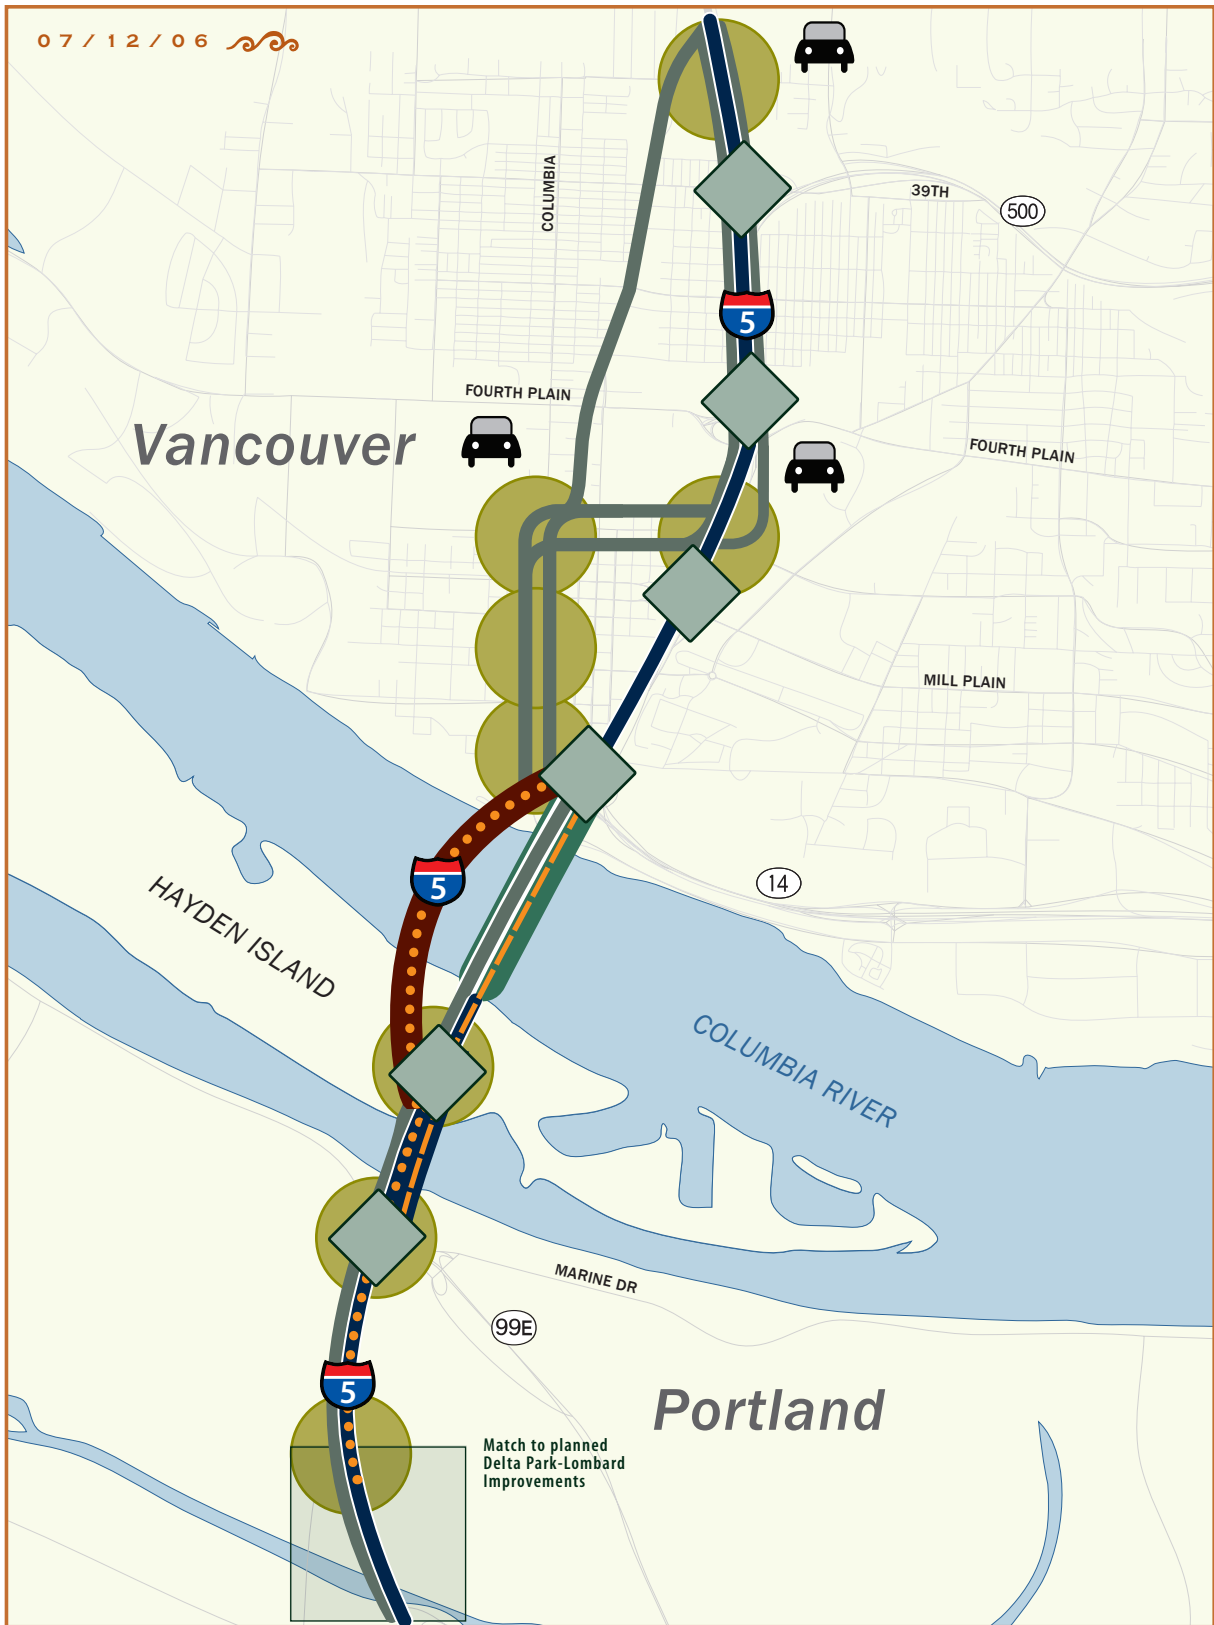 07/12/06
COLUMBIA
39TH
500
5
FOURTH PLAIN
Vancouver
FOURTH PLAIN
MILL PLAIN
14
5
HAYDEN ISLAND
COLUMBIA RIVER
MARINE DR
99E
5
Portland
Match to planned
Delta Park-Lombard
Improvements